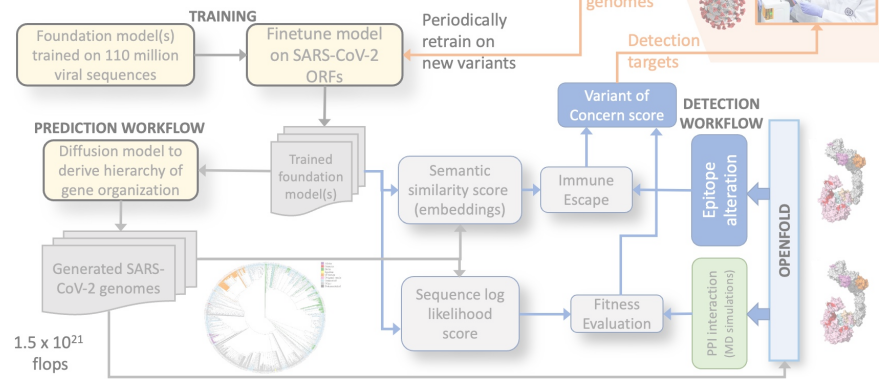 genomes
TRAINING
Foundation model(s)
trained on 110 million
viral sequences
Finetune model
on SARS-CoV-2
ORFs
Periodically
retrain on
new variants
Detection
targets
Variant of
Concern score
DETECTION
WORKFLOW
PREDICTION WORKFLOW
Diffusion model to
derive hierarchy of
gene organization
Trained
foundation
model(s)
Semantic
similarity score
(embeddings)
Immune
Escape
Epitope
alteration
OPENFOLD
Generated SARS-
CoV-2 genomes
Sequence log
likelihood
score
Fitness
Evaluation
PPI interaction
(MD simulations)
1.5 x 10²¹
flops